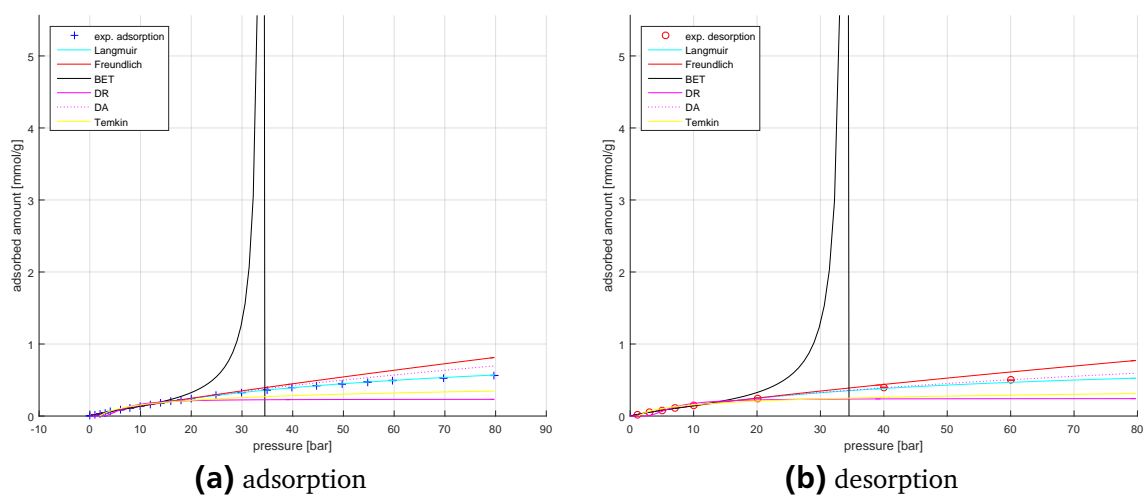 exp. adsorption
Langmuir
Freundlich
BET
DR
DA
Temkin
adsorbed amount [mmol/g]
0
1
2
3
4
5
-10 0 10 20 30 40 50 60 70 80 90
pressure [bar]
(a) adsorption
exp. desorption
Langmuir
Freundlich
BET
DR
DA
Temkin
adsorbed amount [mmol/g]
0
1
2
3
4
5
0 10 20 30 40 50 60 70 80
pressure [bar]
(b) desorption